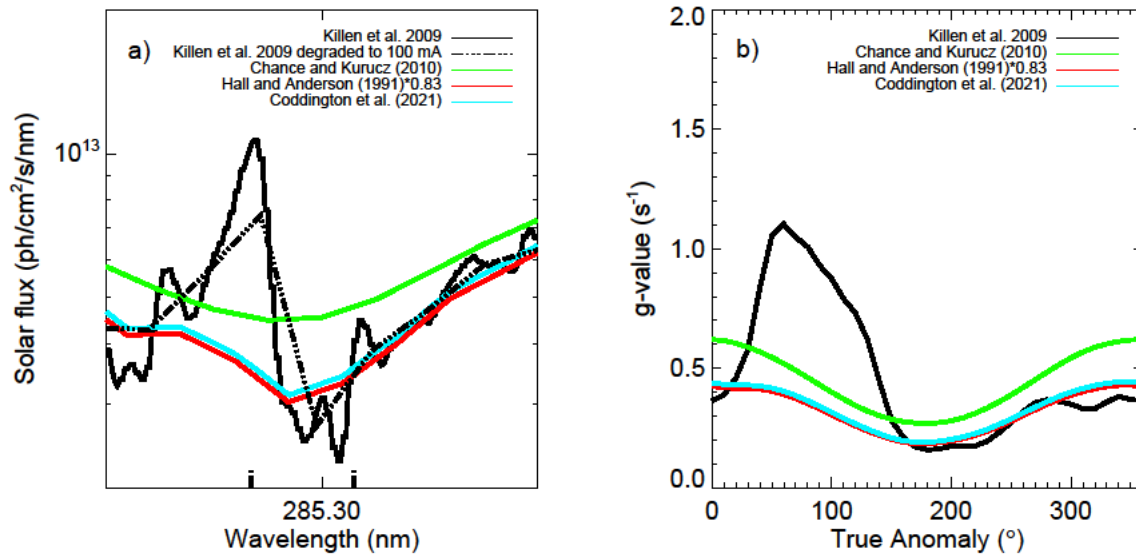 a)
Killen et al. 2009
Killen et al. 2009 degraded to 100 mA
Chance and Kurucz (2010)
Hall and Anderson (1991)*0.83
Coddington et al. (2021)
10¹³
Solar flux (ph/cm²/s/nm)
285.30
Wavelength (nm)
b)
Killen et al. 2009
Chance and Kurucz (2010)
Hall and Anderson (1991)*0.83
Coddington et al. (2021)
2.0
1.5
1.0
0.5
0.0
g-value (s⁻¹)
0 100 200 300
True Anomaly (°)